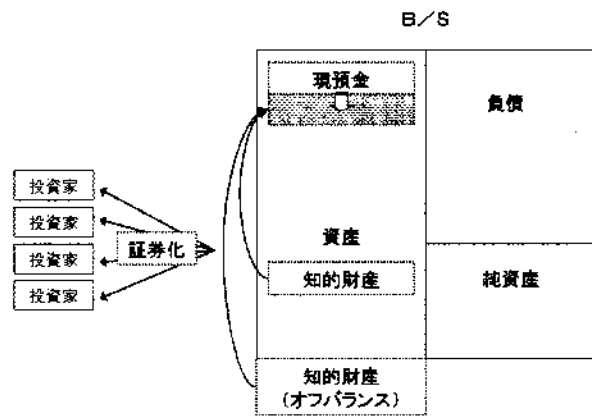 B/S
現預金
負債
投資家
投資家
投資家
投資家
証券化
資産
知的財産
純資産
知的財産
(オフバランス)